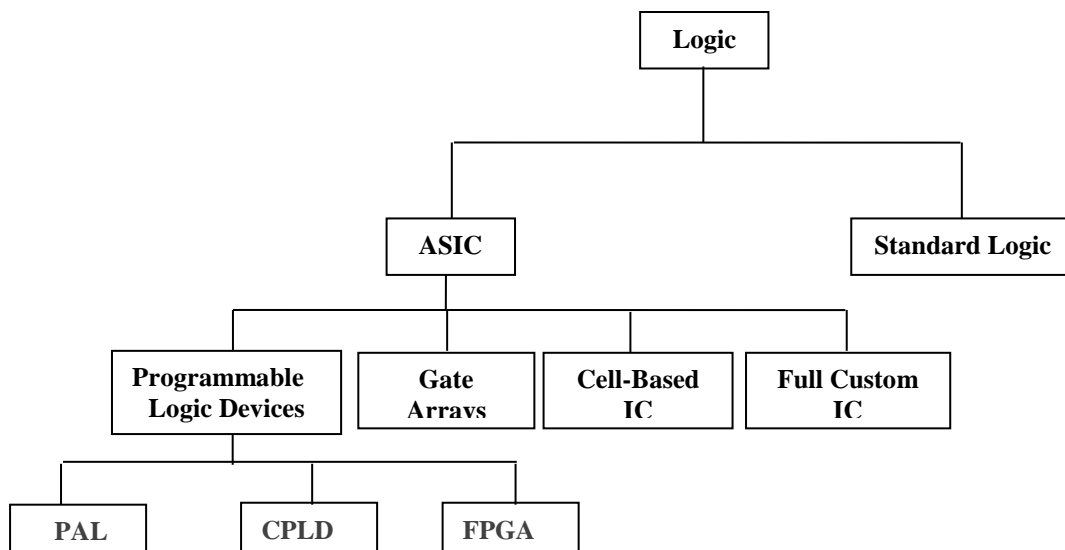 Logic
ASIC
Standard Logic
Programmable
Logic Devices
Gate
Arrays
Cell-Based
IC
Full Custom
IC
PAL
CPLD
FPGA